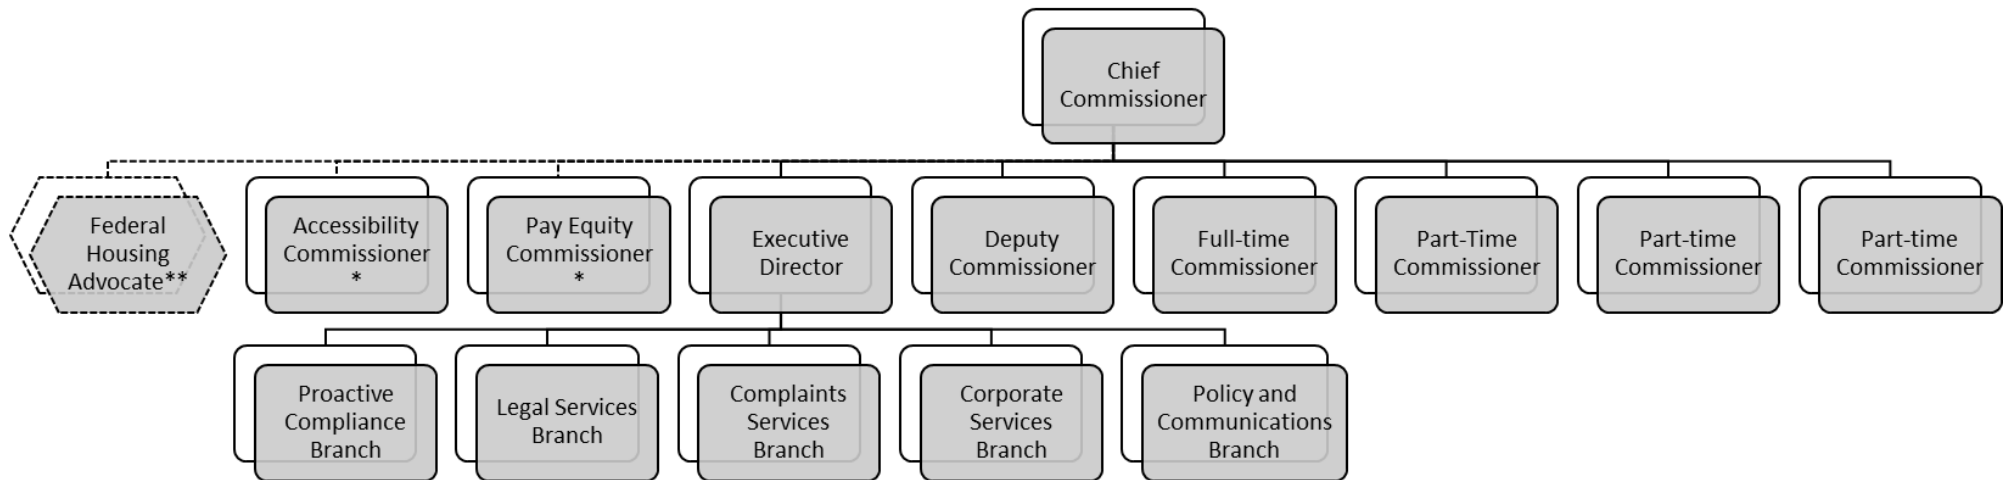 Chief
Commissioner
Federal
Housing
Advocate**
Accessibility
Commissioner
*
Pay Equity
Commissioner
*
Executive
Director
Deputy
Commissioner
Full-time
Commissioner
Part-Time
Commissioner
Part-time
Commissioner
Part-time
Commissioner
Proactive
Compliance
Branch
Legal Services
Branch
Complaints
Services
Branch
Corporate
Services
Branch
Policy and
Communications
Branch